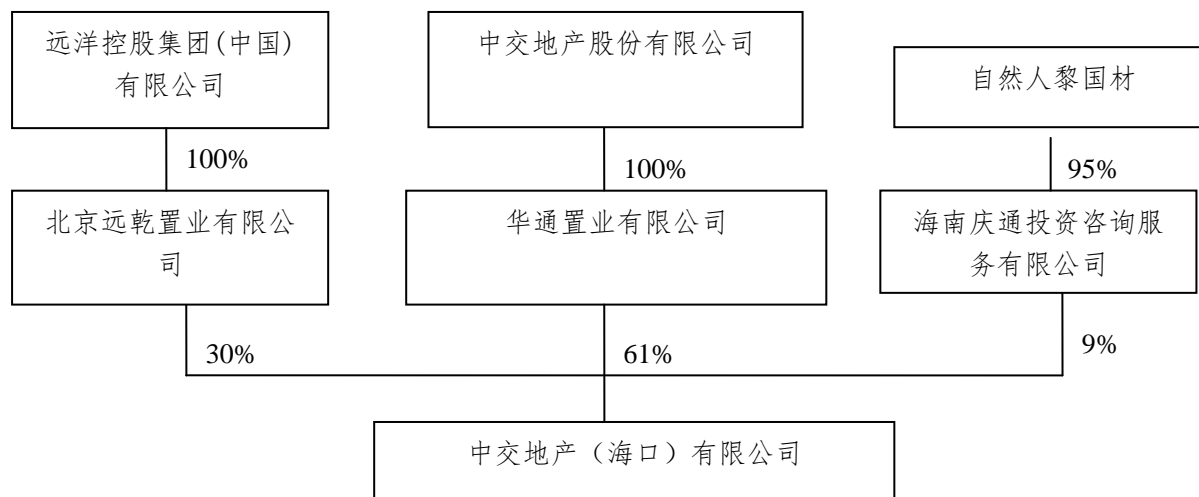 远洋控股集团(中国)
有限公司
中交地产股份有限公司
自然人黎国材
100%
100%
95%
北京远乾置业有限公
司
华通置业有限公司
海南庆通投资咨询服
务有限公司
30%
61%
9%
中交地产（海口）有限公司